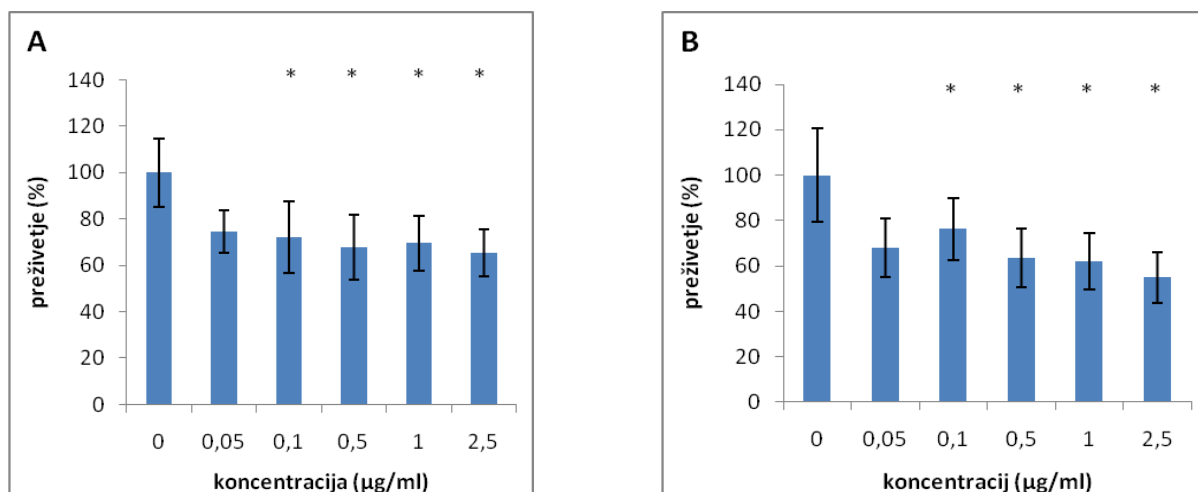 A
* * * *
140
120
100
80
60
40
20
0
preživetje (%)
0 0,05 0,1 0,5 1 2,5
koncentracija (µg/ml)
B
* * * *
140
120
100
80
60
40
20
0
preživetje (%)
0 0,05 0,1 0,5 1 2,5
koncentracij (µg/ml)